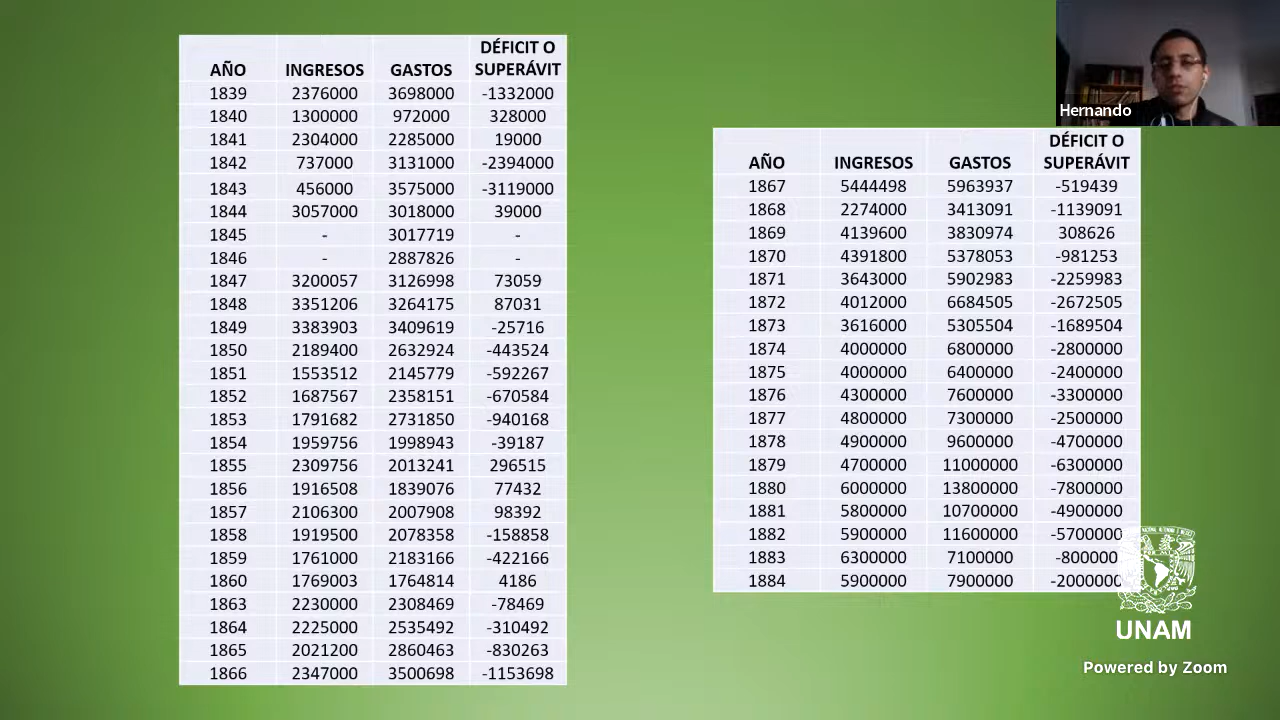 DÉFICIT O
AÑO INGRESOS GASTOS SUPERÁVIT
1839 2376000 3698000 -1332000
1840 1300000 972000 328000
1841 2304000 2285000 19000
1842 737000 3131000 -2394000
1843 456000 3575000 -3119000
1844 3057000 3018000 39000
1845 - 3017719 -
1846 - 2887826 -
1847 3200057 3126998 73059
1848 3351206 3264175 87031
1849 3383903 3409619 -25716
1850 2189400 2632924 -443524
1851 1553512 2145779 -592267
1852 1687567 2358151 -670584
1853 1791682 2731850 -940168
1854 1959756 1998943 -39187
1855 2309756 2013241 296515
1856 1916508 1839076 77432
1857 2106300 2007908 98392
1858 1919500 2078358 -158858
1859 1761000 2183166 -422166
1860 1769003 1764814 4186
1863 2230000 2308469 -78469
1864 2225000 2535492 -310492
1865 2021200 2860463 -830263
1866 2347000 3500698 -1153698
Hernando
DÉFICIT O
AÑO INGRESOS GASTOS SUPERÁVIT
1867 5444498 5963937 -519439
1868 2274000 3413091 -1139091
1869 4139600 3830974 308626
1870 4391800 5378053 -981253
1871 3643000 5902983 -2259983
1872 4012000 6684505 -2672505
1873 3616000 5305504 -1689504
1874 4000000 6800000 -2800000
1875 4000000 6400000 -2400000
1876 4300000 7600000 -3300000
1877 4800000 7300000 -2500000
1878 4900000 9600000 -4700000
1879 4700000 11000000 -6300000
1880 6000000 13800000 -7800000
1881 5800000 10700000 -4900000
1882 5900000 11600000 -5700000
1883 6300000 7100000 -800000
1884 5900000 7900000 -2000000
UNAM
Powered by Zoom